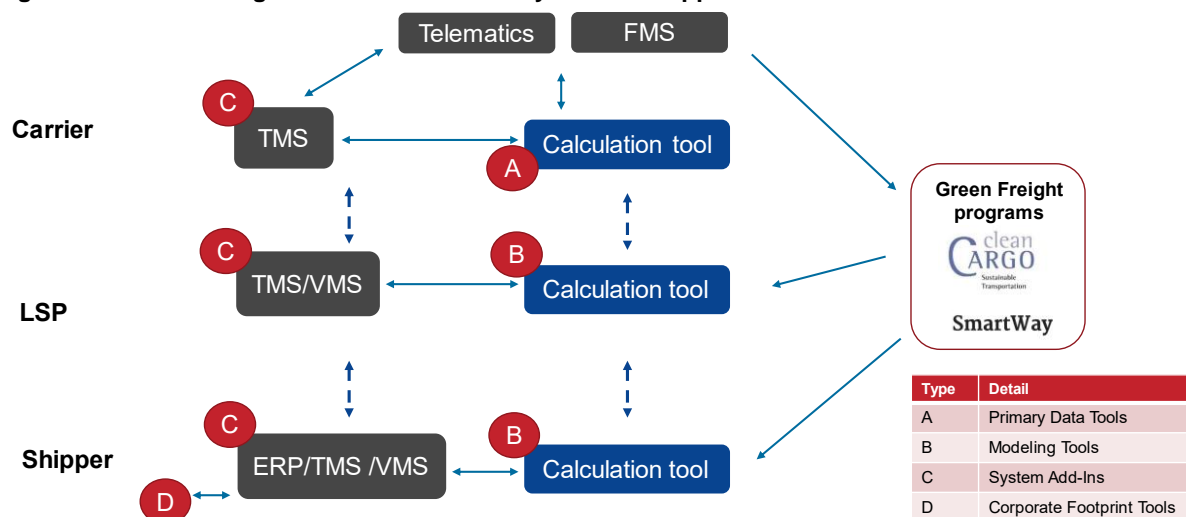 Telematics
FMS
C
Carrier
TMS
Calculation tool
A
Green Freight
programs
clean
CARGO
Sustainable
Transportation
SmartWay
C
B
TMS/VMS
Calculation tool
LSP
C
B
Shipper
ERP/TMS /VMS
Calculation tool
D
Type Detail
A Primary Data Tools
B Modeling Tools
C System Add-Ins
D Corporate Footprint Tools